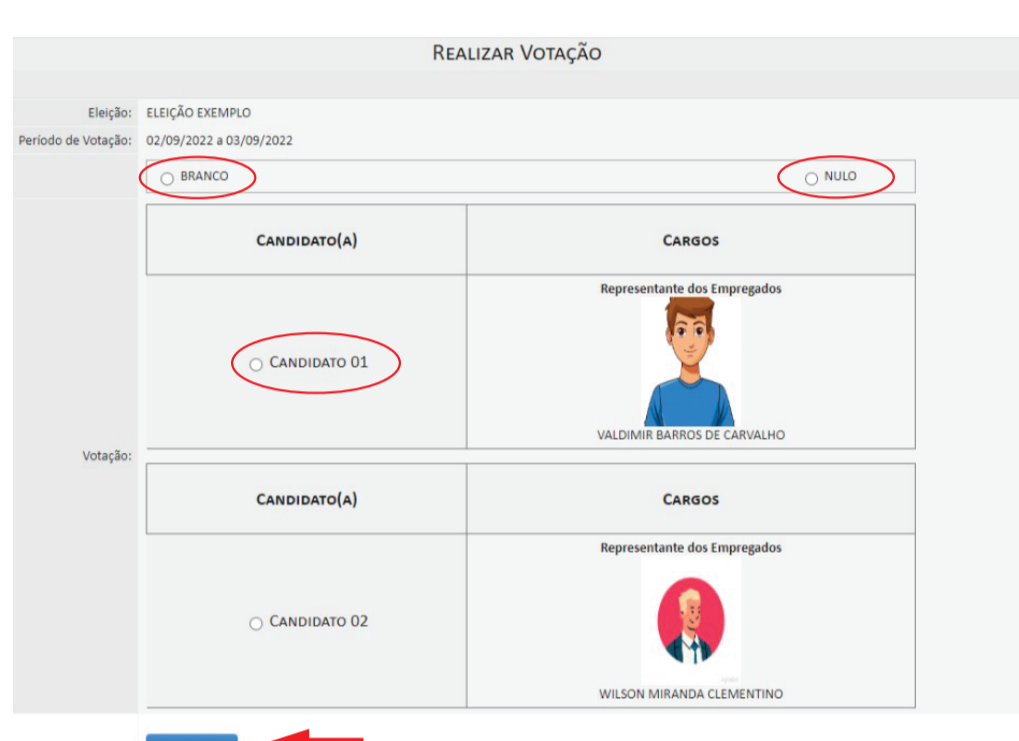 Realizar Votação
Eleição: ELEIÇÃO EXEMPLO
Período de Votação: 02/09/2022 a 03/09/2022
BRANCO NULO
Candidato(a) Cargos
Representante dos Empregados
Candidato 01
VALDIMIR BARROS DE CARVALHO
Votação:
Candidato(a) Cargos
Representante dos Empregados
Candidato 02
WILSON MIRANDA CLEMENTINO